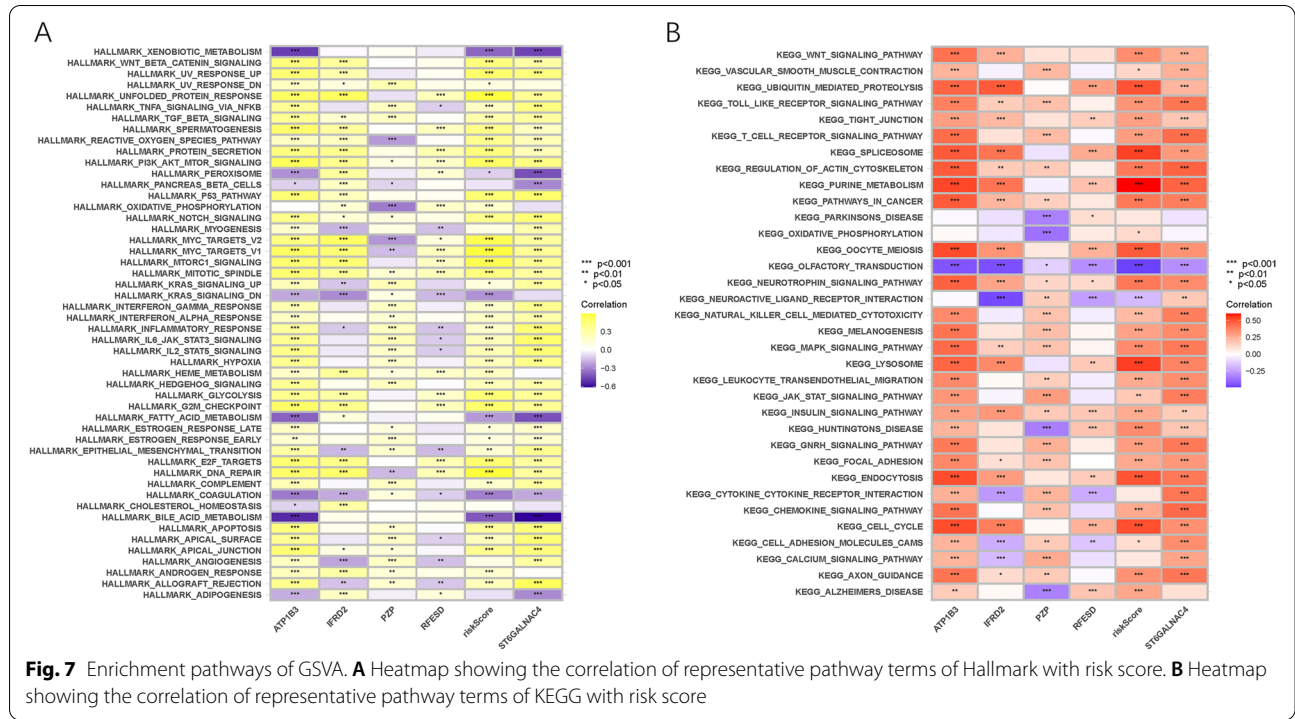 A
HALLMARK_XENOBIOTIC_METABOLISM
HALLMARK_WNT_BETA_CATENIN_SIGNALING
HALLMARK_UV_RESPONSE_UP
HALLMARK_UV_RESPONSE_DN
HALLMARK_UNFOLDED_PROTEIN_RESPONSE
HALLMARK_TNFA_SIGNALING_VIA_NFKB
HALLMARK_TGF_BETA_SIGNALING
HALLMARK_SPERMATOGENESIS
HALLMARK_REACTIVE_OXYGEN_SPECIES_PATHWAY
HALLMARK_PROTEIN_SECRETION
HALLMARK_PI3K_AKT_MTOR_SIGNALING
HALLMARK_PEROXISOME
HALLMARK_PANCREAS_BETA_CELLS
HALLMARK_P53_PATHWAY
HALLMARK_OXIDATIVE_PHOSPHORYLATION
HALLMARK_NOTCH_SIGNALING
HALLMARK_MYOGENESIS
HALLMARK_MYC_TARGETS_V2
HALLMARK_MYC_TARGETS_V1
HALLMARK_MTORC1_SIGNALING
HALLMARK_MITOTIC_SPINDLE
HALLMARK_KRAS_SIGNALING_UP
HALLMARK_KRAS_SIGNALING_DN
HALLMARK_INTERFERON_GAMMA_RESPONSE
HALLMARK_INTERFERON_ALPHA_RESPONSE
HALLMARK_INFLAMMATORY_RESPONSE
HALLMARK_IL6_JAK_STAT3_SIGNALING
HALLMARK_IL2_STAT5_SIGNALING
HALLMARK_HYPOXIA
HALLMARK_HEME_METABOLISM
HALLMARK_HEDGEHOG_SIGNALING
HALLMARK_GLYCOLYSIS
HALLMARK_G2M_CHECKPOINT
HALLMARK_FATTY_ACID_METABOLISM
HALLMARK_ESTROGEN_RESPONSE_LATE
HALLMARK_ESTROGEN_RESPONSE_EARLY
HALLMARK_EPITHELIAL_MESENCHYMAL_TRANSITION
HALLMARK_E2F_TARGETS
HALLMARK_DNA_REPAIR
HALLMARK_COMPLEMENT
HALLMARK_COAGULATION
HALLMARK_CHOLESTEROL_HOMEOSTASIS
HALLMARK_BILE_ACID_METABOLISM
HALLMARK_APOPTOSIS
HALLMARK_APICAL_SURFACE
HALLMARK_APICAL_JUNCTION
HALLMARK_ANGIOGENESIS
HALLMARK_ANDROGEN_RESPONSE
HALLMARK_ALLOGRAFT_REJECTION
HALLMARK_ADIPOGENESIS
ATP1B3
IFRD2
PZP
RFESD
riskScore
ST6GALNAC4
*** p<0.001
** p<0.01
* p<0.05
Correlation
0.3
0.0
−0.3
−0.6
B
KEGG_WNT_SIGNALING_PATHWAY
KEGG_VASCULAR_SMOOTH_MUSCLE_CONTRACTION
KEGG_UBIQUITIN_MEDIATED_PROTEOLYSIS
KEGG_TOLL_LIKE_RECEPTOR_SIGNALING_PATHWAY
KEGG_TIGHT_JUNCTION
KEGG_T_CELL_RECEPTOR_SIGNALING_PATHWAY
KEGG_SPLICEOSOME
KEGG_REGULATION_OF_ACTIN_CYTOSKELETON
KEGG_PURINE_METABOLISM
KEGG_PATHWAYS_IN_CANCER
KEGG_PARKINSONS_DISEASE
KEGG_OXIDATIVE_PHOSPHORYLATION
KEGG_OOCYTE_MEIOSIS
KEGG_OLFACTORY_TRANSDUCTION
KEGG_NEUROTROPHIN_SIGNALING_PATHWAY
KEGG_NEUROACTIVE_LIGAND_RECEPTOR_INTERACTION
KEGG_NATURAL_KILLER_CELL_MEDIATED_CYTOTOXICITY
KEGG_MELANOGENESIS
KEGG_MAPK_SIGNALING_PATHWAY
KEGG_LYSOSOME
KEGG_LEUKOCYTE_TRANSENDOTHELIAL_MIGRATION
KEGG_JAK_STAT_SIGNALING_PATHWAY
KEGG_INSULIN_SIGNALING_PATHWAY
KEGG_HUNTINGTONS_DISEASE
KEGG_GNRH_SIGNALING_PATHWAY
KEGG_FOCAL_ADHESION
KEGG_ENDOCYTOSIS
KEGG_CYTOKINE_CYTOKINE_RECEPTOR_INTERACTION
KEGG_CHEMOKINE_SIGNALING_PATHWAY
KEGG_CELL_CYCLE
KEGG_CELL_ADHESION_MOLECULES_CAMS
KEGG_CALCIUM_SIGNALING_PATHWAY
KEGG_AXON_GUIDANCE
KEGG_ALZHEIMERS_DISEASE
ATP1B3
IFRD2
PZP
RFESD
riskScore
ST6GALNAC4
*** p<0.001
** p<0.01
* p<0.05
Correlation
0.50
0.25
0.00
−0.25
Fig. 7 Enrichment pathways of GSVA. A Heatmap showing the correlation of representative pathway terms of Hallmark with risk score. B Heatmap
showing the correlation of representative pathway terms of KEGG with risk score